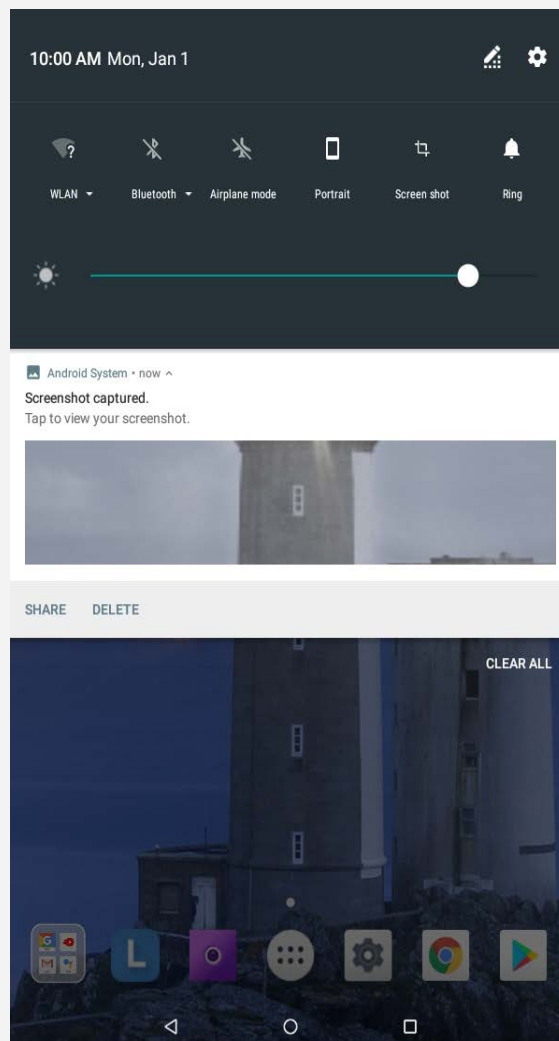 10:00 AM Mon, Jan 1
WLAN Bluetooth Airplane mode Portrait Screen shot Ring
Android System • now
Screenshot captured.
Tap to view your screenshot.
SHARE DELETE
CLEAR ALL
L